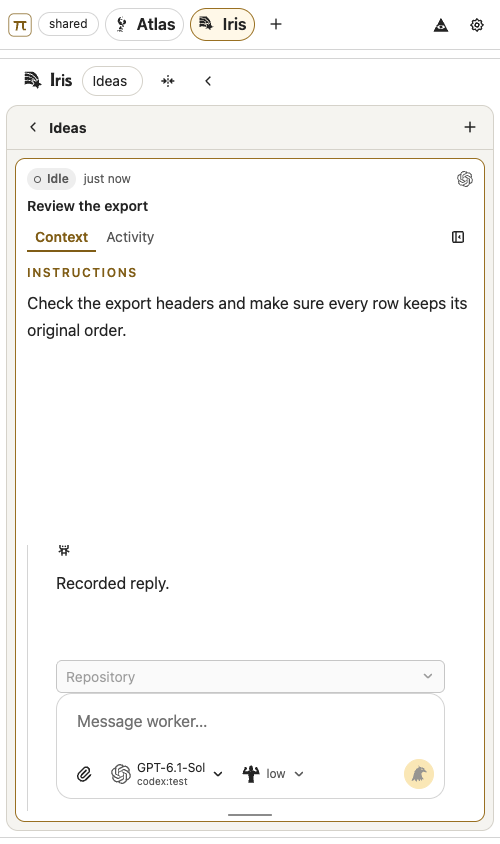 π
shared
Atlas
Iris
Iris
Ideas
Ideas
Idle
just now
Review the export
Context
Activity
INSTRUCTIONS
Check the export headers and make sure every row keeps its
original order.
Recorded reply.
Repository
Message worker...
GPT-6.1-Sol
codex:test
low